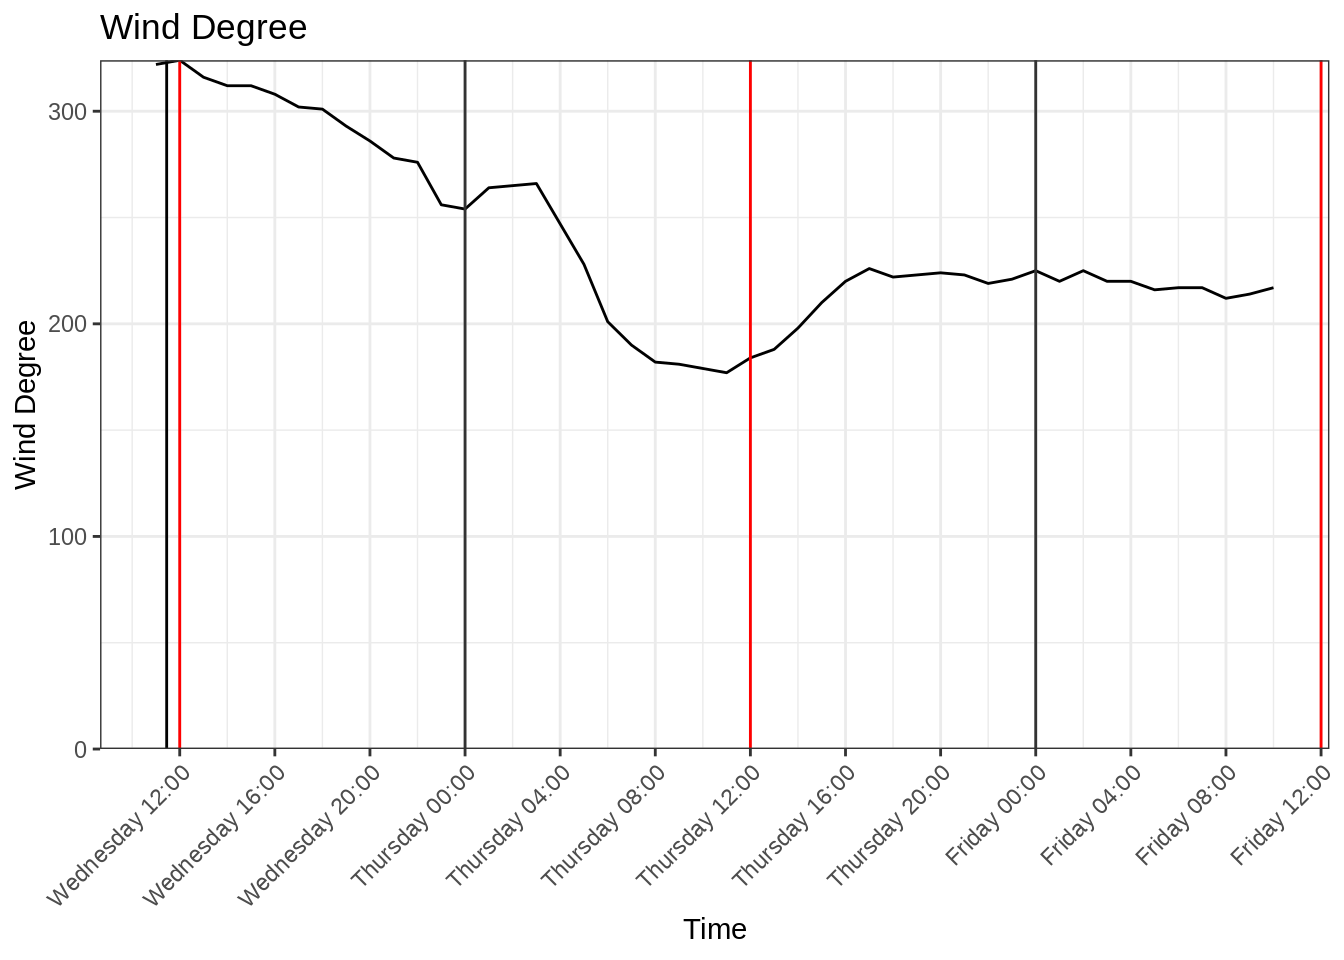 Wind Degree
Wind Degree
300
200
100
0
Wednesday 12:00
Wednesday 16:00
Wednesday 20:00
Thursday 00:00
Thursday 04:00
Thursday 08:00
Thursday 12:00
Thursday 16:00
Thursday 20:00
Friday 00:00
Friday 04:00
Friday 08:00
Friday 12:00
Time